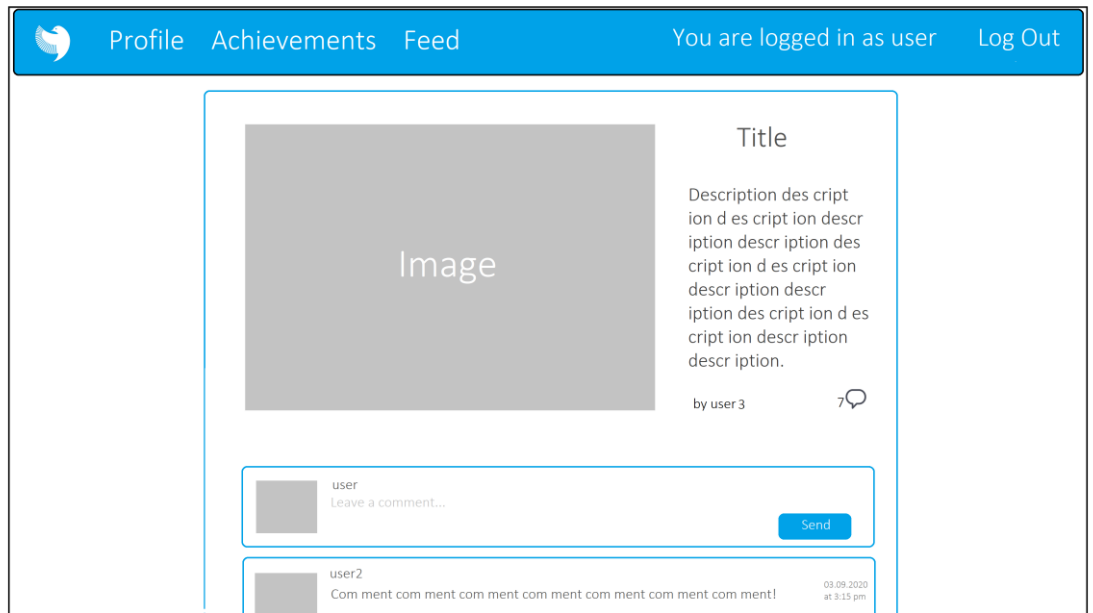 Profile Achievements Feed You are logged in as user Log Out
Image
Title
Description des cript
ion d es cript ion descr
iption descr iption des
cript ion d es cript ion
descr iption descr
iption des cript ion d es
cript ion descr iption
descr iption.
by user 3 7
user
Leave a comment...
Send
user2
Com ment com ment com ment com ment com ment com ment com ment!
03.09.2020
at 3:15 pm